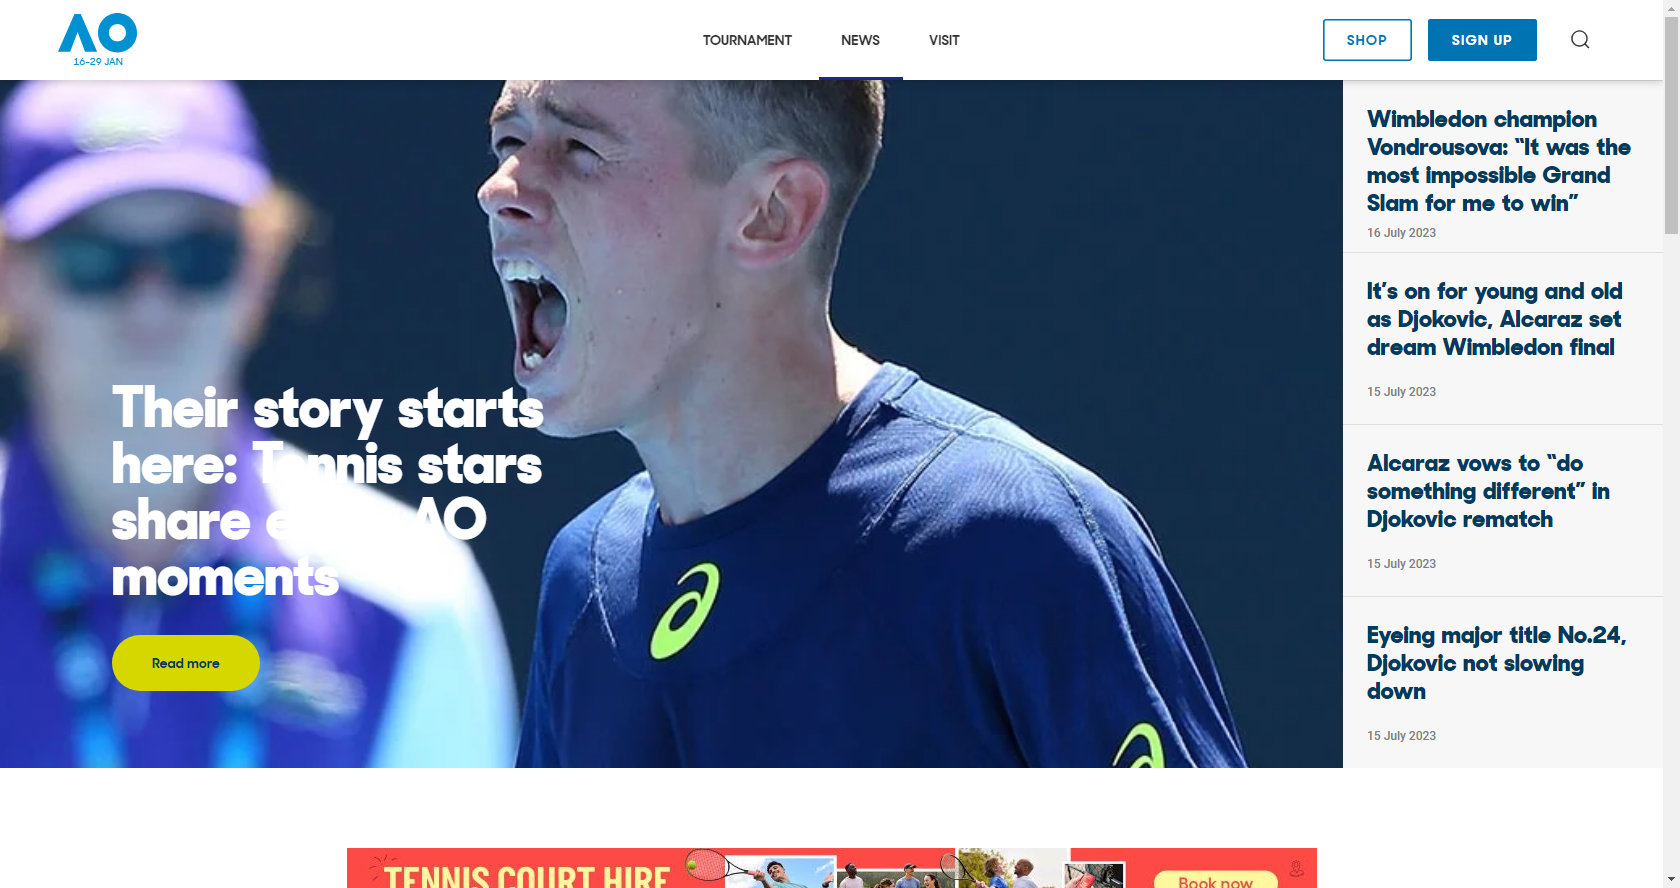 AO
16-29 JAN
TOURNAMENT
NEWS
VISIT
SHOP
SIGN UP
Their story starts
here: Tennis stars
share early AO
moments
Read more
Wimbledon champion
Vondrousova: “It was the
most impossible Grand
Slam for me to win”
16 July 2023
It’s on for young and old
as Djokovic, Alcaraz set
dream Wimbledon final
15 July 2023
Alcaraz vows to “do
something different” in
Djokovic rematch
15 July 2023
Eyeing major title No.24,
Djokovic not slowing
down
15 July 2023
TENNIS COURT HIRE
Book now